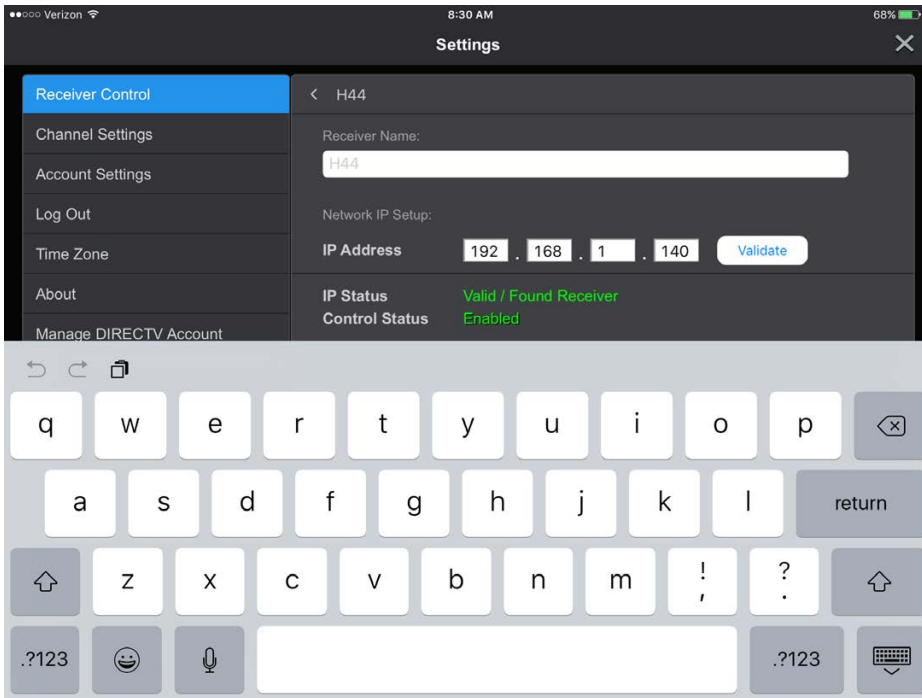 Verizon 8:30 AM 68%
Settings
Receiver Control
Channel Settings
Account Settings
Log Out
Time Zone
About
Manage DIRECTV Account
< H44
Receiver Name:
H44
Network IP Setup:
IP Address 192 . 168 . 1 . 140 Validate
IP Status Valid / Found Receiver
Control Status Enabled
q w e r t y u i o p
a s d f g h j k l return
z x c v b n m ! , ? .
.?123 .?123